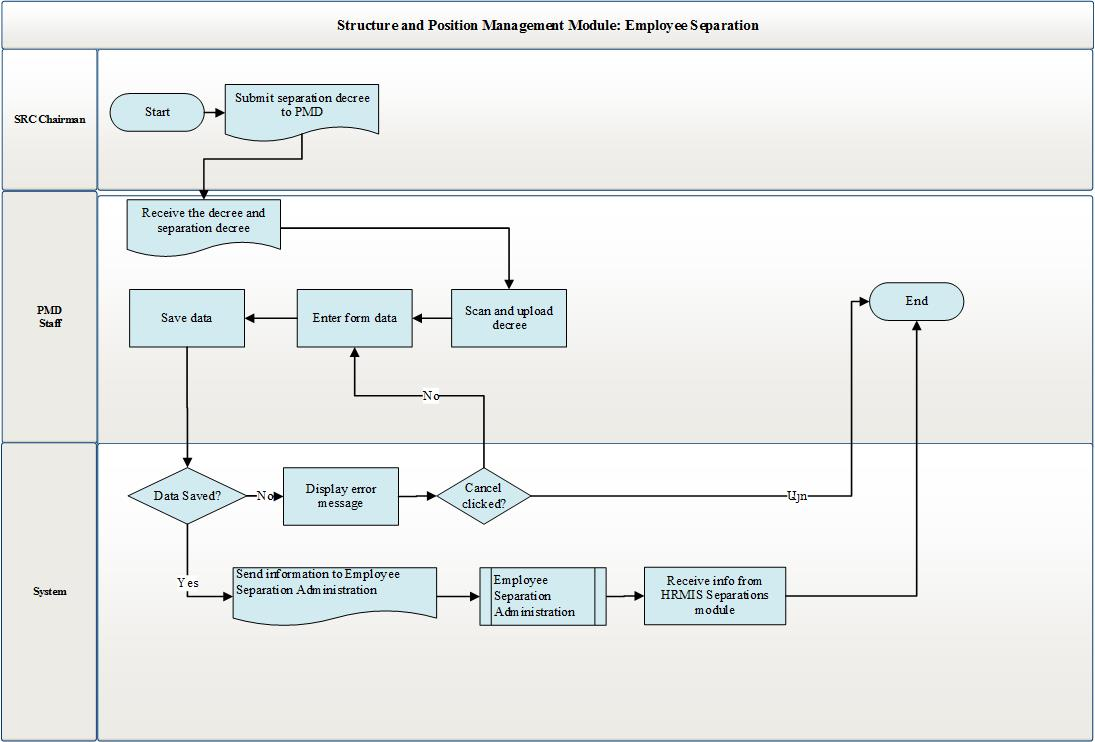 Structure and Position Management Module: Employee Separation
SRC Chairman
Start
Submit separation decree
to PMD
PMD
Staff
Receive the decree and
separation decree
Save data
Enter form data
Scan and upload
decree
End
No
System
Data Saved?
No
Display error
message
Cancel
clicked?
Այո
Yes
Send information to Employee
Separation Administration
Employee
Separation
Administration
Receive info from
HRMIS Separations
module